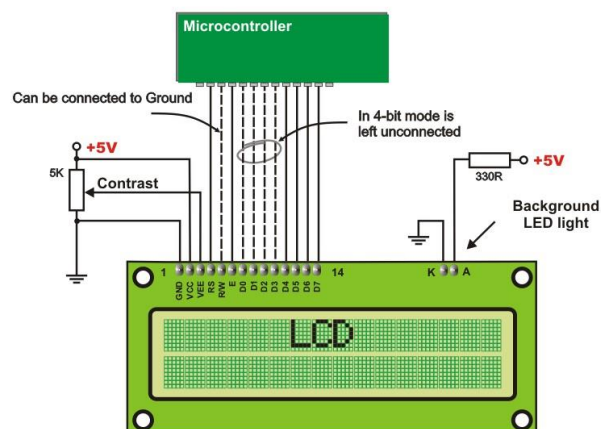 Microcontroller
Can be connected to Ground
In 4-bit mode is
left unconnected
+5V
5K
Contrast
+5V
330R
Background
LED light
1
GND
VCC
VEE
RS
R/W
E
D0
D1
D2
D3
D4
D5
D6
D7
14
K
A
LCD